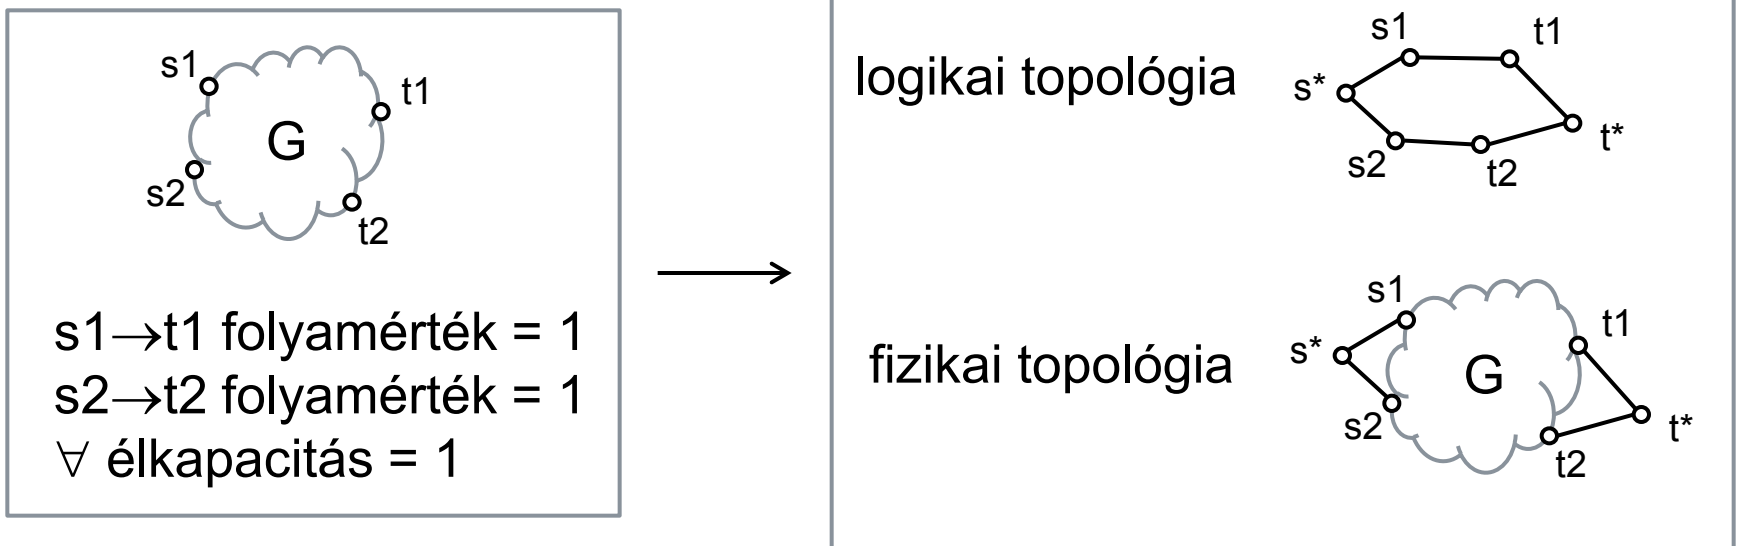 s1
t1
G
s2
t2
s1→t1 folyamérték = 1
s2→t2 folyamérték = 1
∀ élkapacitás = 1
logikai topológia
s1
t1
s*
t*
s2
t2
fizikai topológia
s1
t1
s*
G
s2
t*
t2